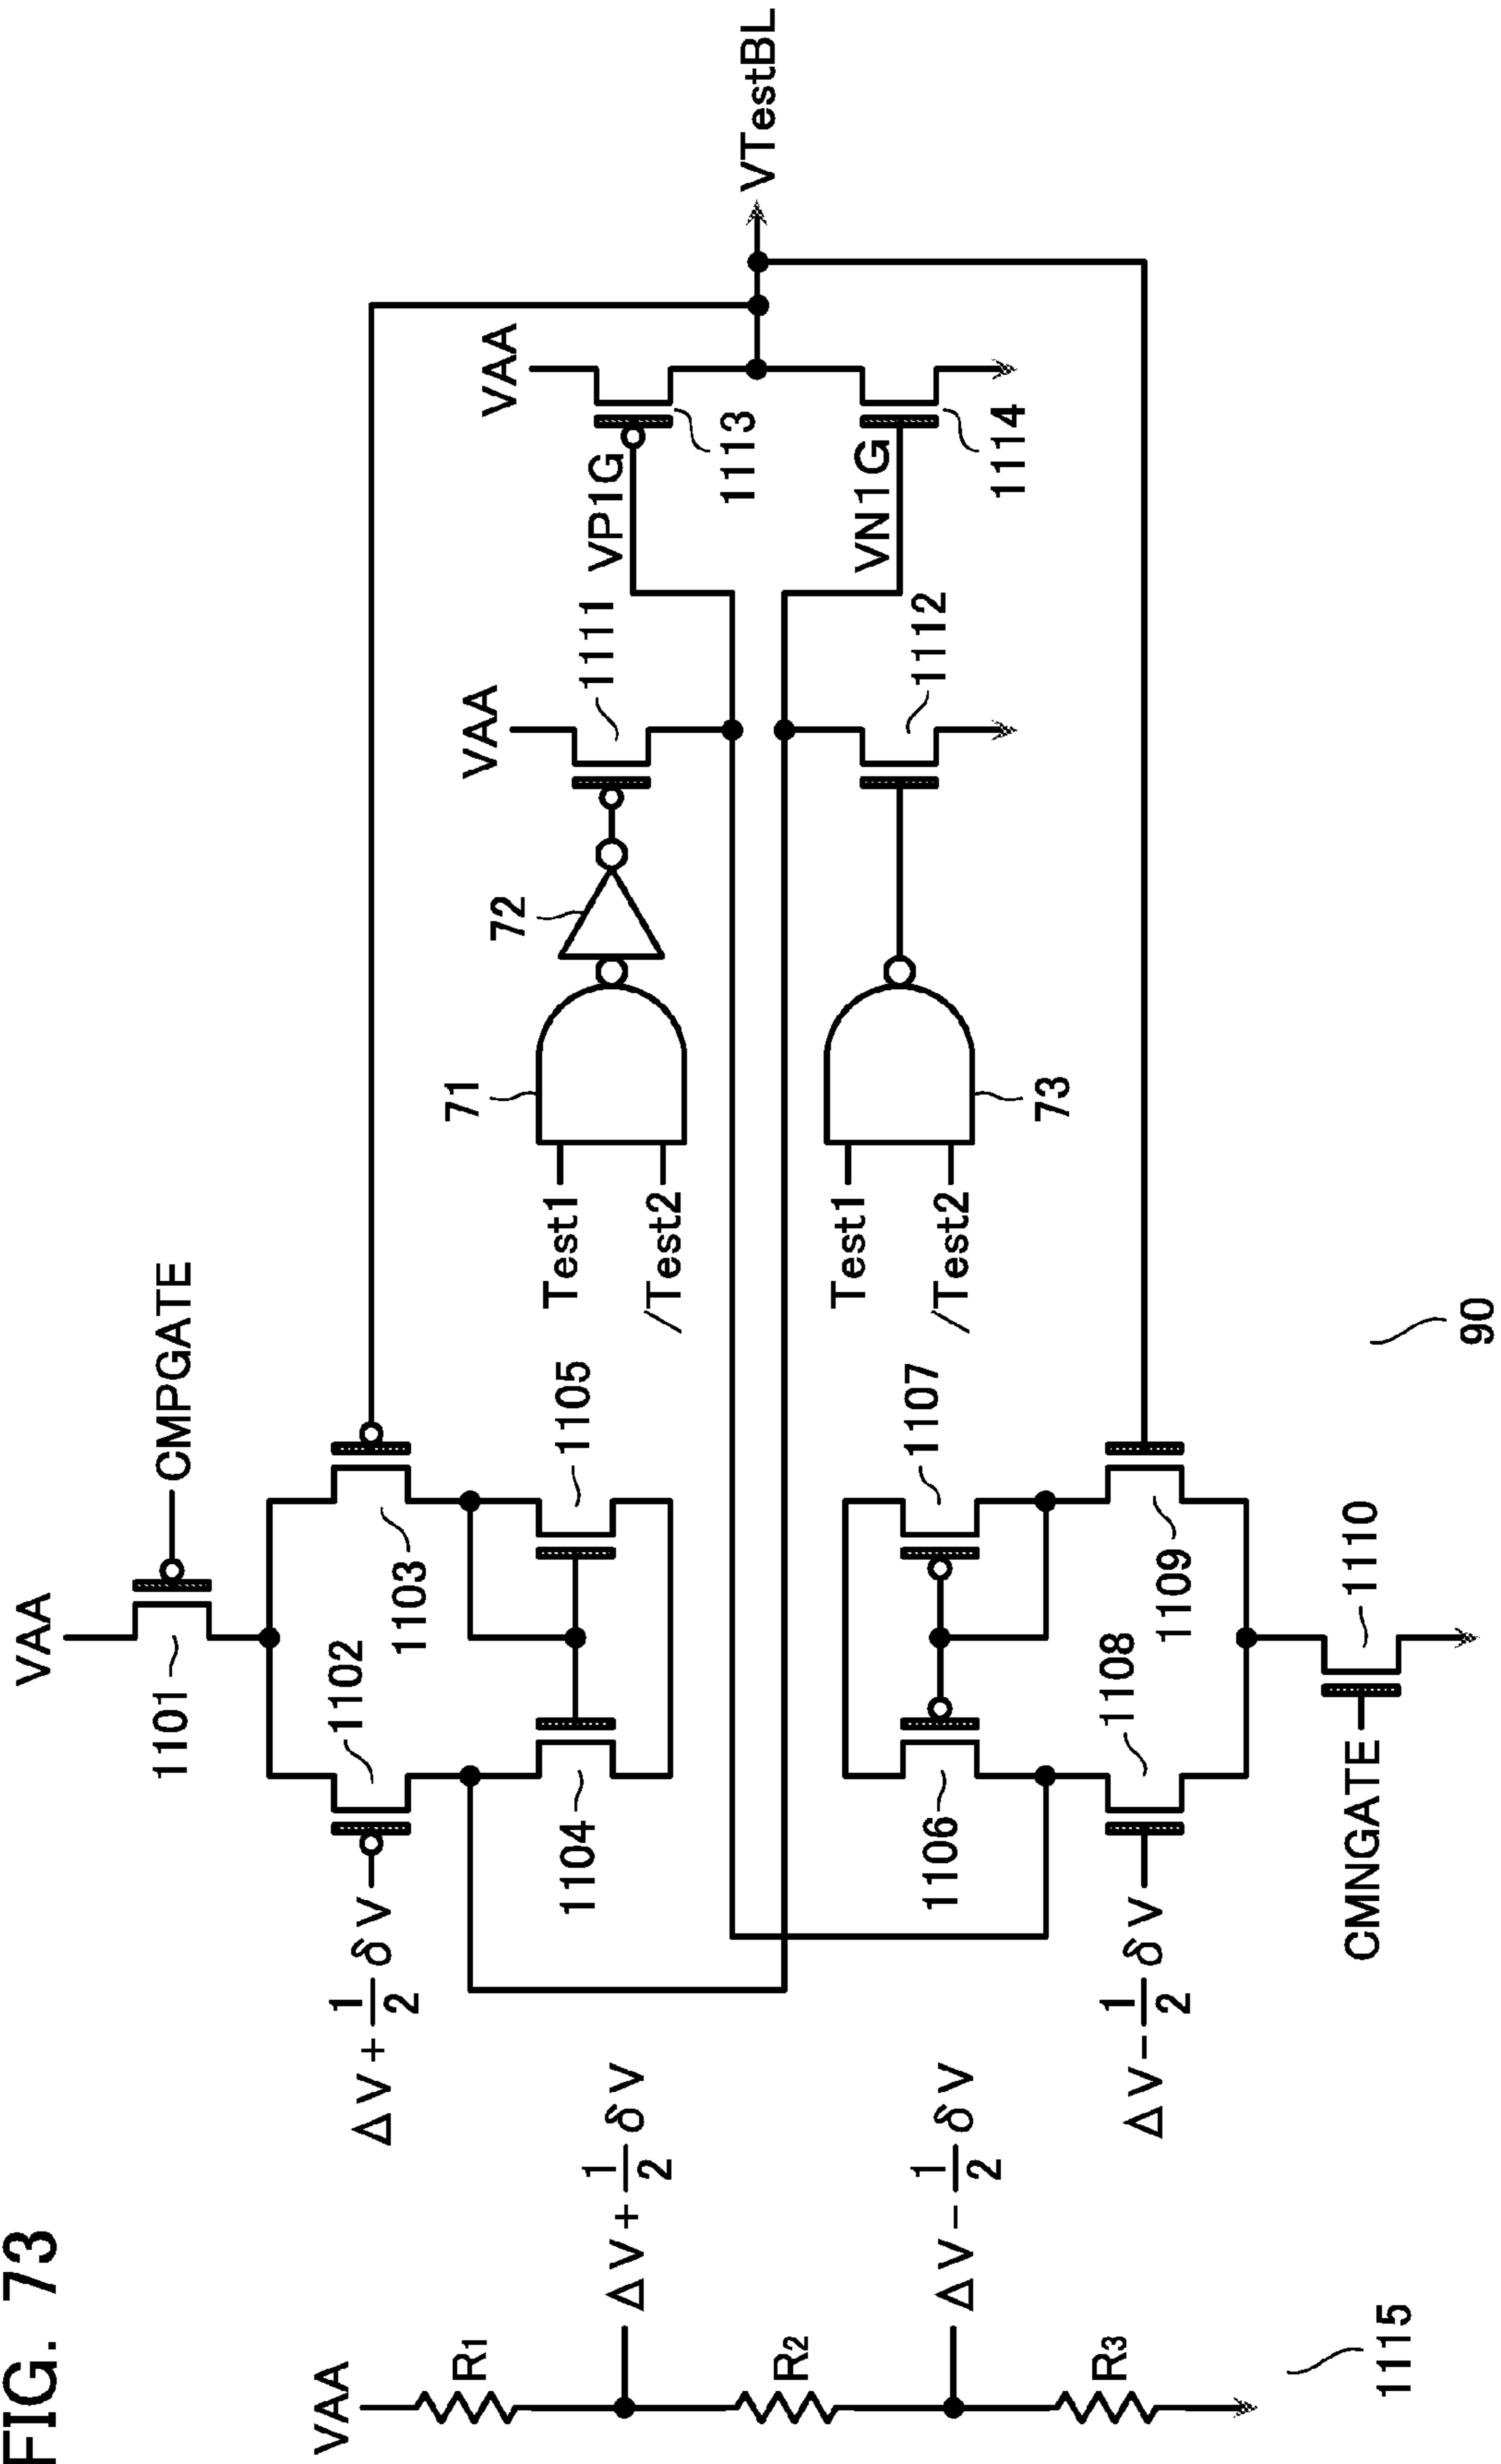 FIG. 73
VAA
R1
ΔV+1/2δV
R2
ΔV-1/2δV
R3
1115
VAA
CMPGATE
1101
ΔV+1/2δV
1102
1103
1104
1105
1106
1107
ΔV-1/2δV
1108
1109
CMNGATE
1110
90
Test1
/Test2
71
72
VAA
1111
Test1
/Test2
73
1112
VAA
VP1G
1113
VN1G
1114
VTestBL